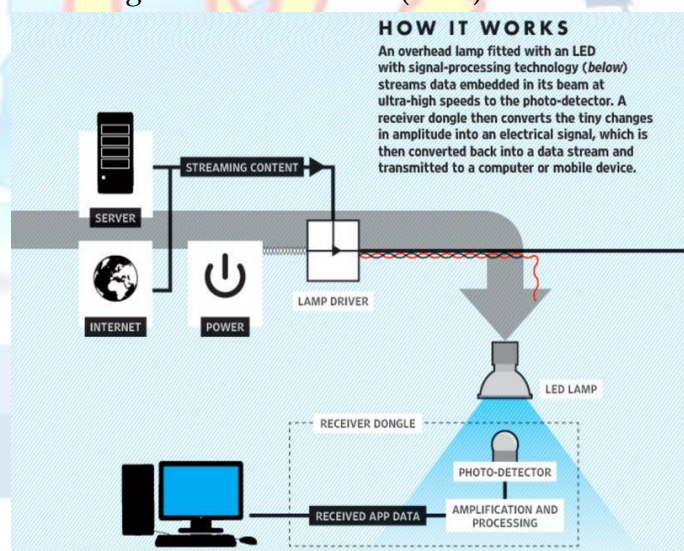 HOW IT WORKS
An overhead lamp fitted with an LED
with signal-processing technology (below)
streams data embedded in its beam at
ultra-high speeds to the photo-detector. A
receiver dongle then converts the tiny changes
in amplitude into an electrical signal, which is
then converted back into a data stream and
transmitted to a computer or mobile device.
STREAMING CONTENT
SERVER
INTERNET
POWER
LAMP DRIVER
LED LAMP
RECEIVER DONGLE
PHOTO-DETECTOR
RECEIVED APP DATA
AMPLIFICATION AND
PROCESSING